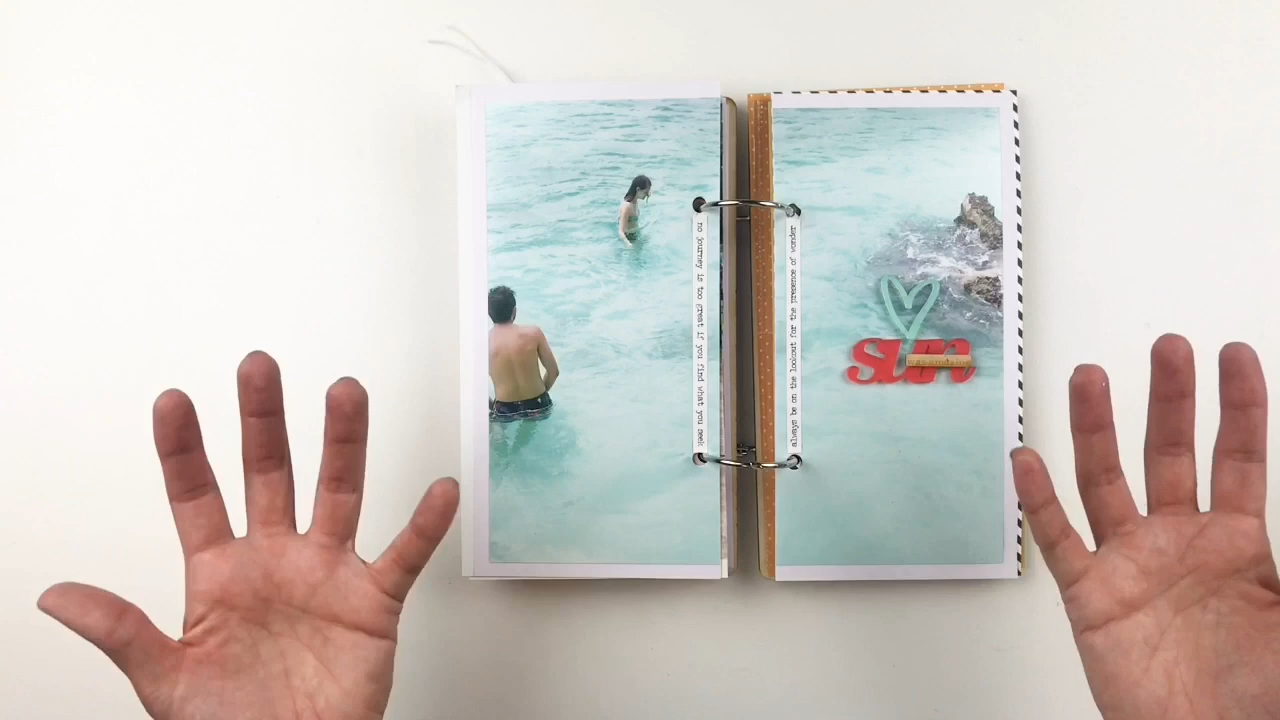 no journey is too great if you find what you seek
always be on the lookout for the presence of wonder
sun